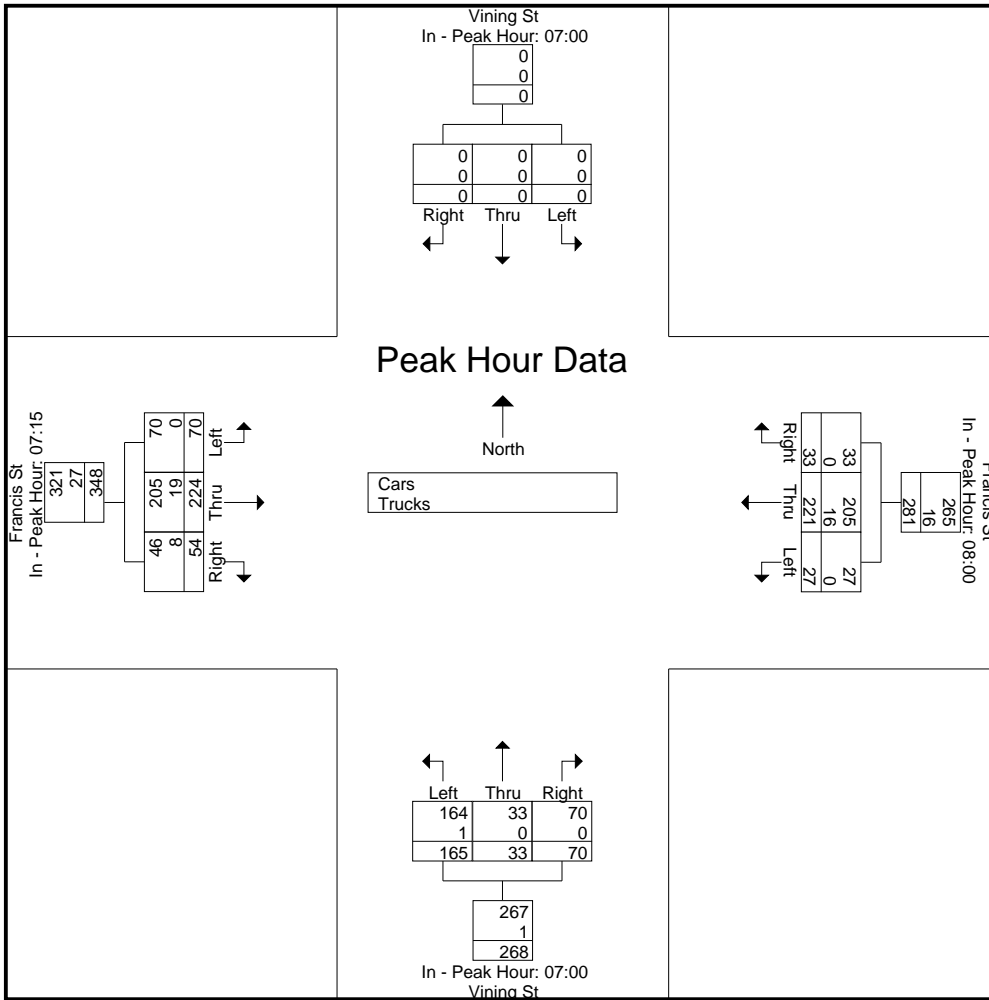 Vining St
In - Peak Hour: 07:00
0
0
0
0 0 0
0 0 0
0 0 0
Right Thru Left
Peak Hour Data
North
Cars
Trucks
Francis St
In - Peak Hour: 07:15
321
27
348
70 0 70
205 19 224
46 8 54
Left
Thru
Right
Right
Thru
Left
33 0 33
205 16 221
27 0 27
265
16
281
Francis St
In - Peak Hour: 08:00
Left Thru Right
164 33 70
1 0 0
165 33 70
267
1
268
In - Peak Hour: 07:00
Vining St